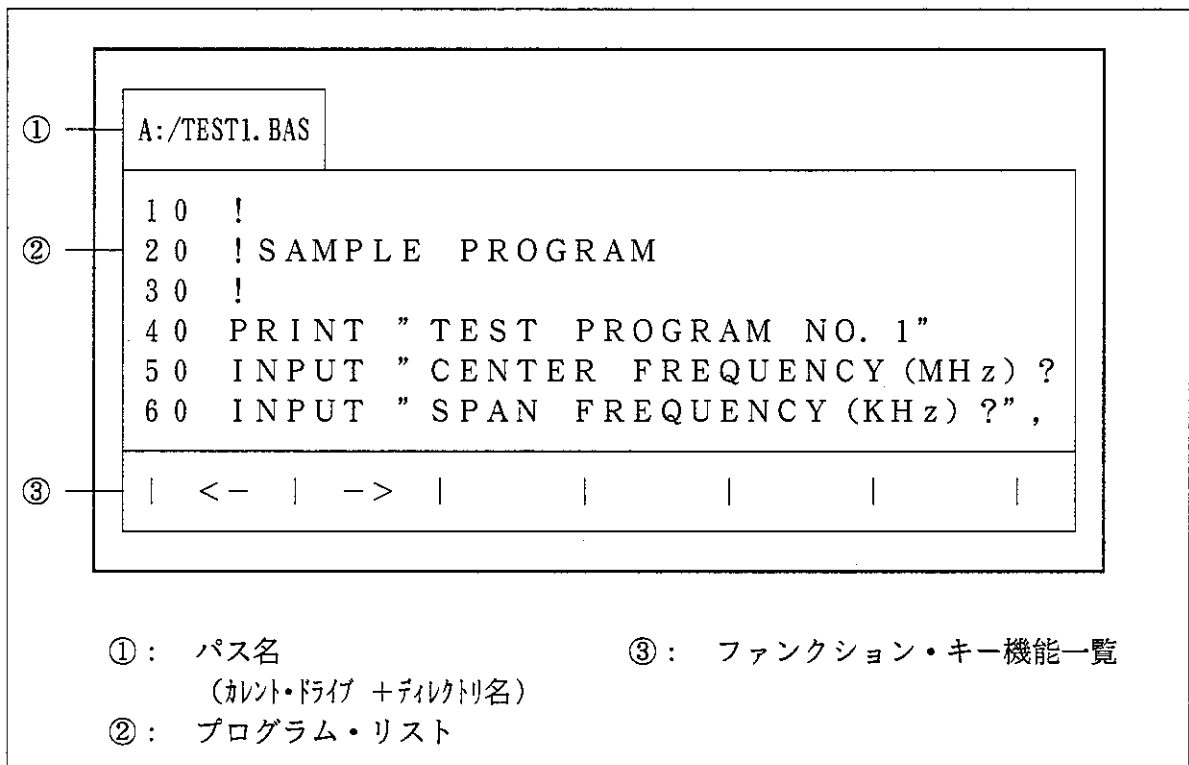 ① A:/TEST1.BAS
10 !
② 20 !SAMPLE PROGRAM
30 !
40 PRINT "TEST PROGRAM NO. 1"
50 INPUT "CENTER FREQUENCY(MHz)?
60 INPUT "SPAN FREQUENCY(KHz)?",
③ | <- | -> | | | | |
①: パス名 ③: ファンクション・キー機能一覧
(カレント・ドライブ +ディレクトリ名)
②: プログラム・リスト